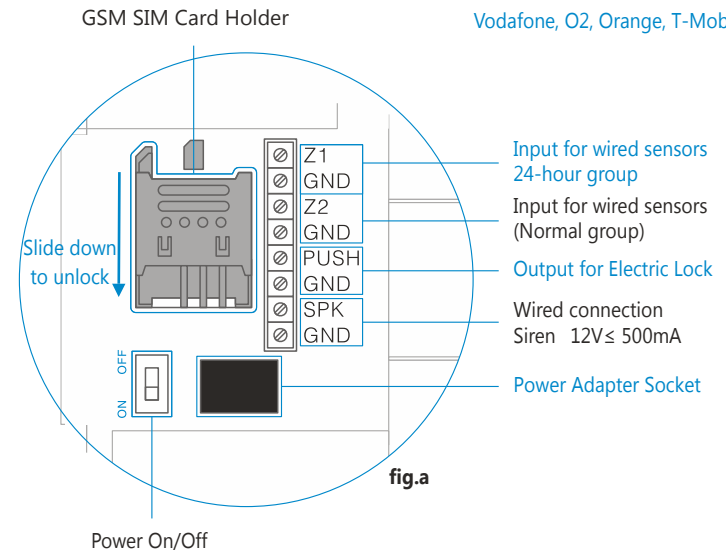 GSM SIM Card Holder
Vodafone, O2, Orange, T-Mob
Z1
GND
Z2
GND
PUSH
GND
SPK
GND
Input for wired sensors
24-hour group
Input for wired sensors
(Normal group)
Output for Electric Lock
Wired connection
Siren 12V≤ 500mA
Power Adapter Socket
Slide down
to unlock
OFF
ON
fig.a
Power On/Off